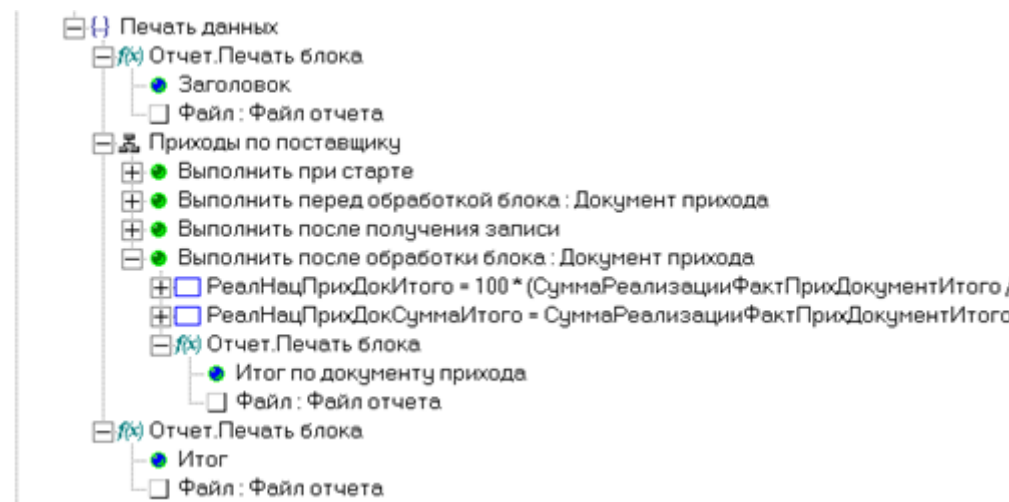 Печать данных
f(x) Отчет.Печать блока
Заголовок
Файл : Файл отчета
Приходы по поставщику
Выполнить при старте
Выполнить перед обработкой блока : Документ прихода
Выполнить после получения записи
Выполнить после обработки блока : Документ прихода
РеалНацПрихДокИтого = 100 * (СуммаРеализацииФактПрихДокументИтого
РеалНацПрихДокСуммаИтого = СуммаРеализацииФактПрихДокументИтого
f(x) Отчет.Печать блока
Итог по документу прихода
Файл : Файл отчета
f(x) Отчет.Печать блока
Итог
Файл : Файл отчета